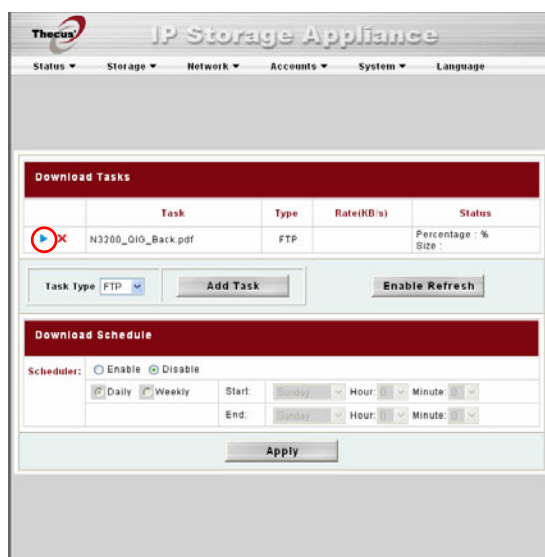 Thecus IP Storage Appliance
Status Storage Network Accounts System Language
Download Tasks
Task Type Rate(KB/s) Status
N3200_QIG_Back.pdf FTP Percentage : %
Size :
Task Type FTP Add Task Enable Refresh
Download Schedule
Scheduler: Enable Disable
Daily Weekly Start: Sunday Hour: 0 Minute: 0
End: Sunday Hour: 0 Minute: 0
Apply